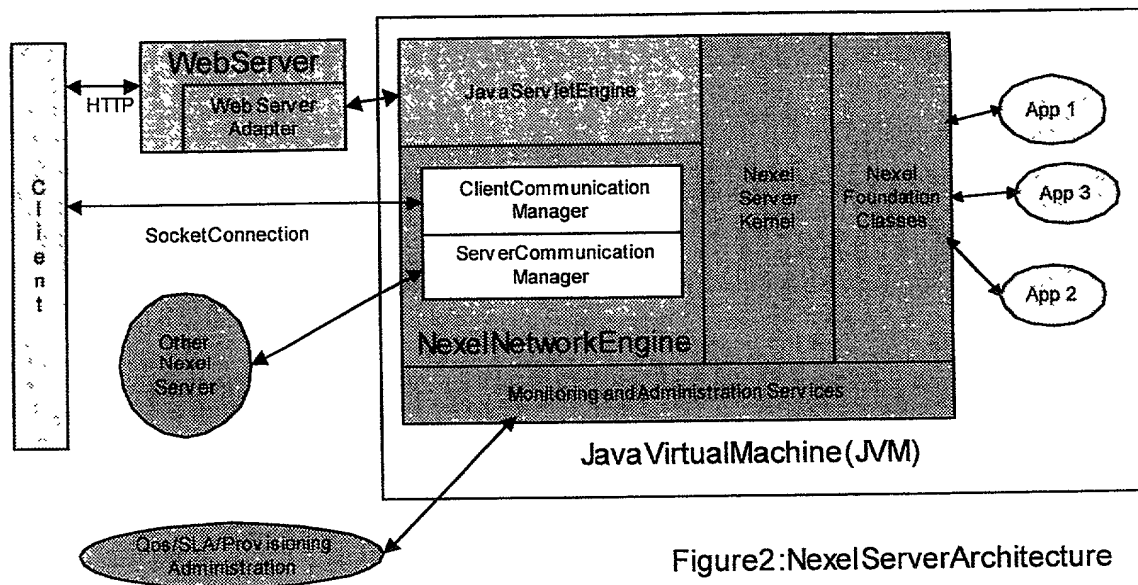 WebServer
HTTP
Web Server
Adapter
JavaServletEngine
Client
ClientCommunication
Manager
SocketConnection
ServerCommunication
Manager
Nexel
Server
Kernel
Nexel
Foundation
Classes
App 1
App 3
App 2
Other
Nexel
Server
NexelNetworkEngine
Monitoring and Administration Services
JavaVirtualMachine(JVM)
Qos/SLA/Provisioning
Administration
Figure2:NexelServerArchitecture